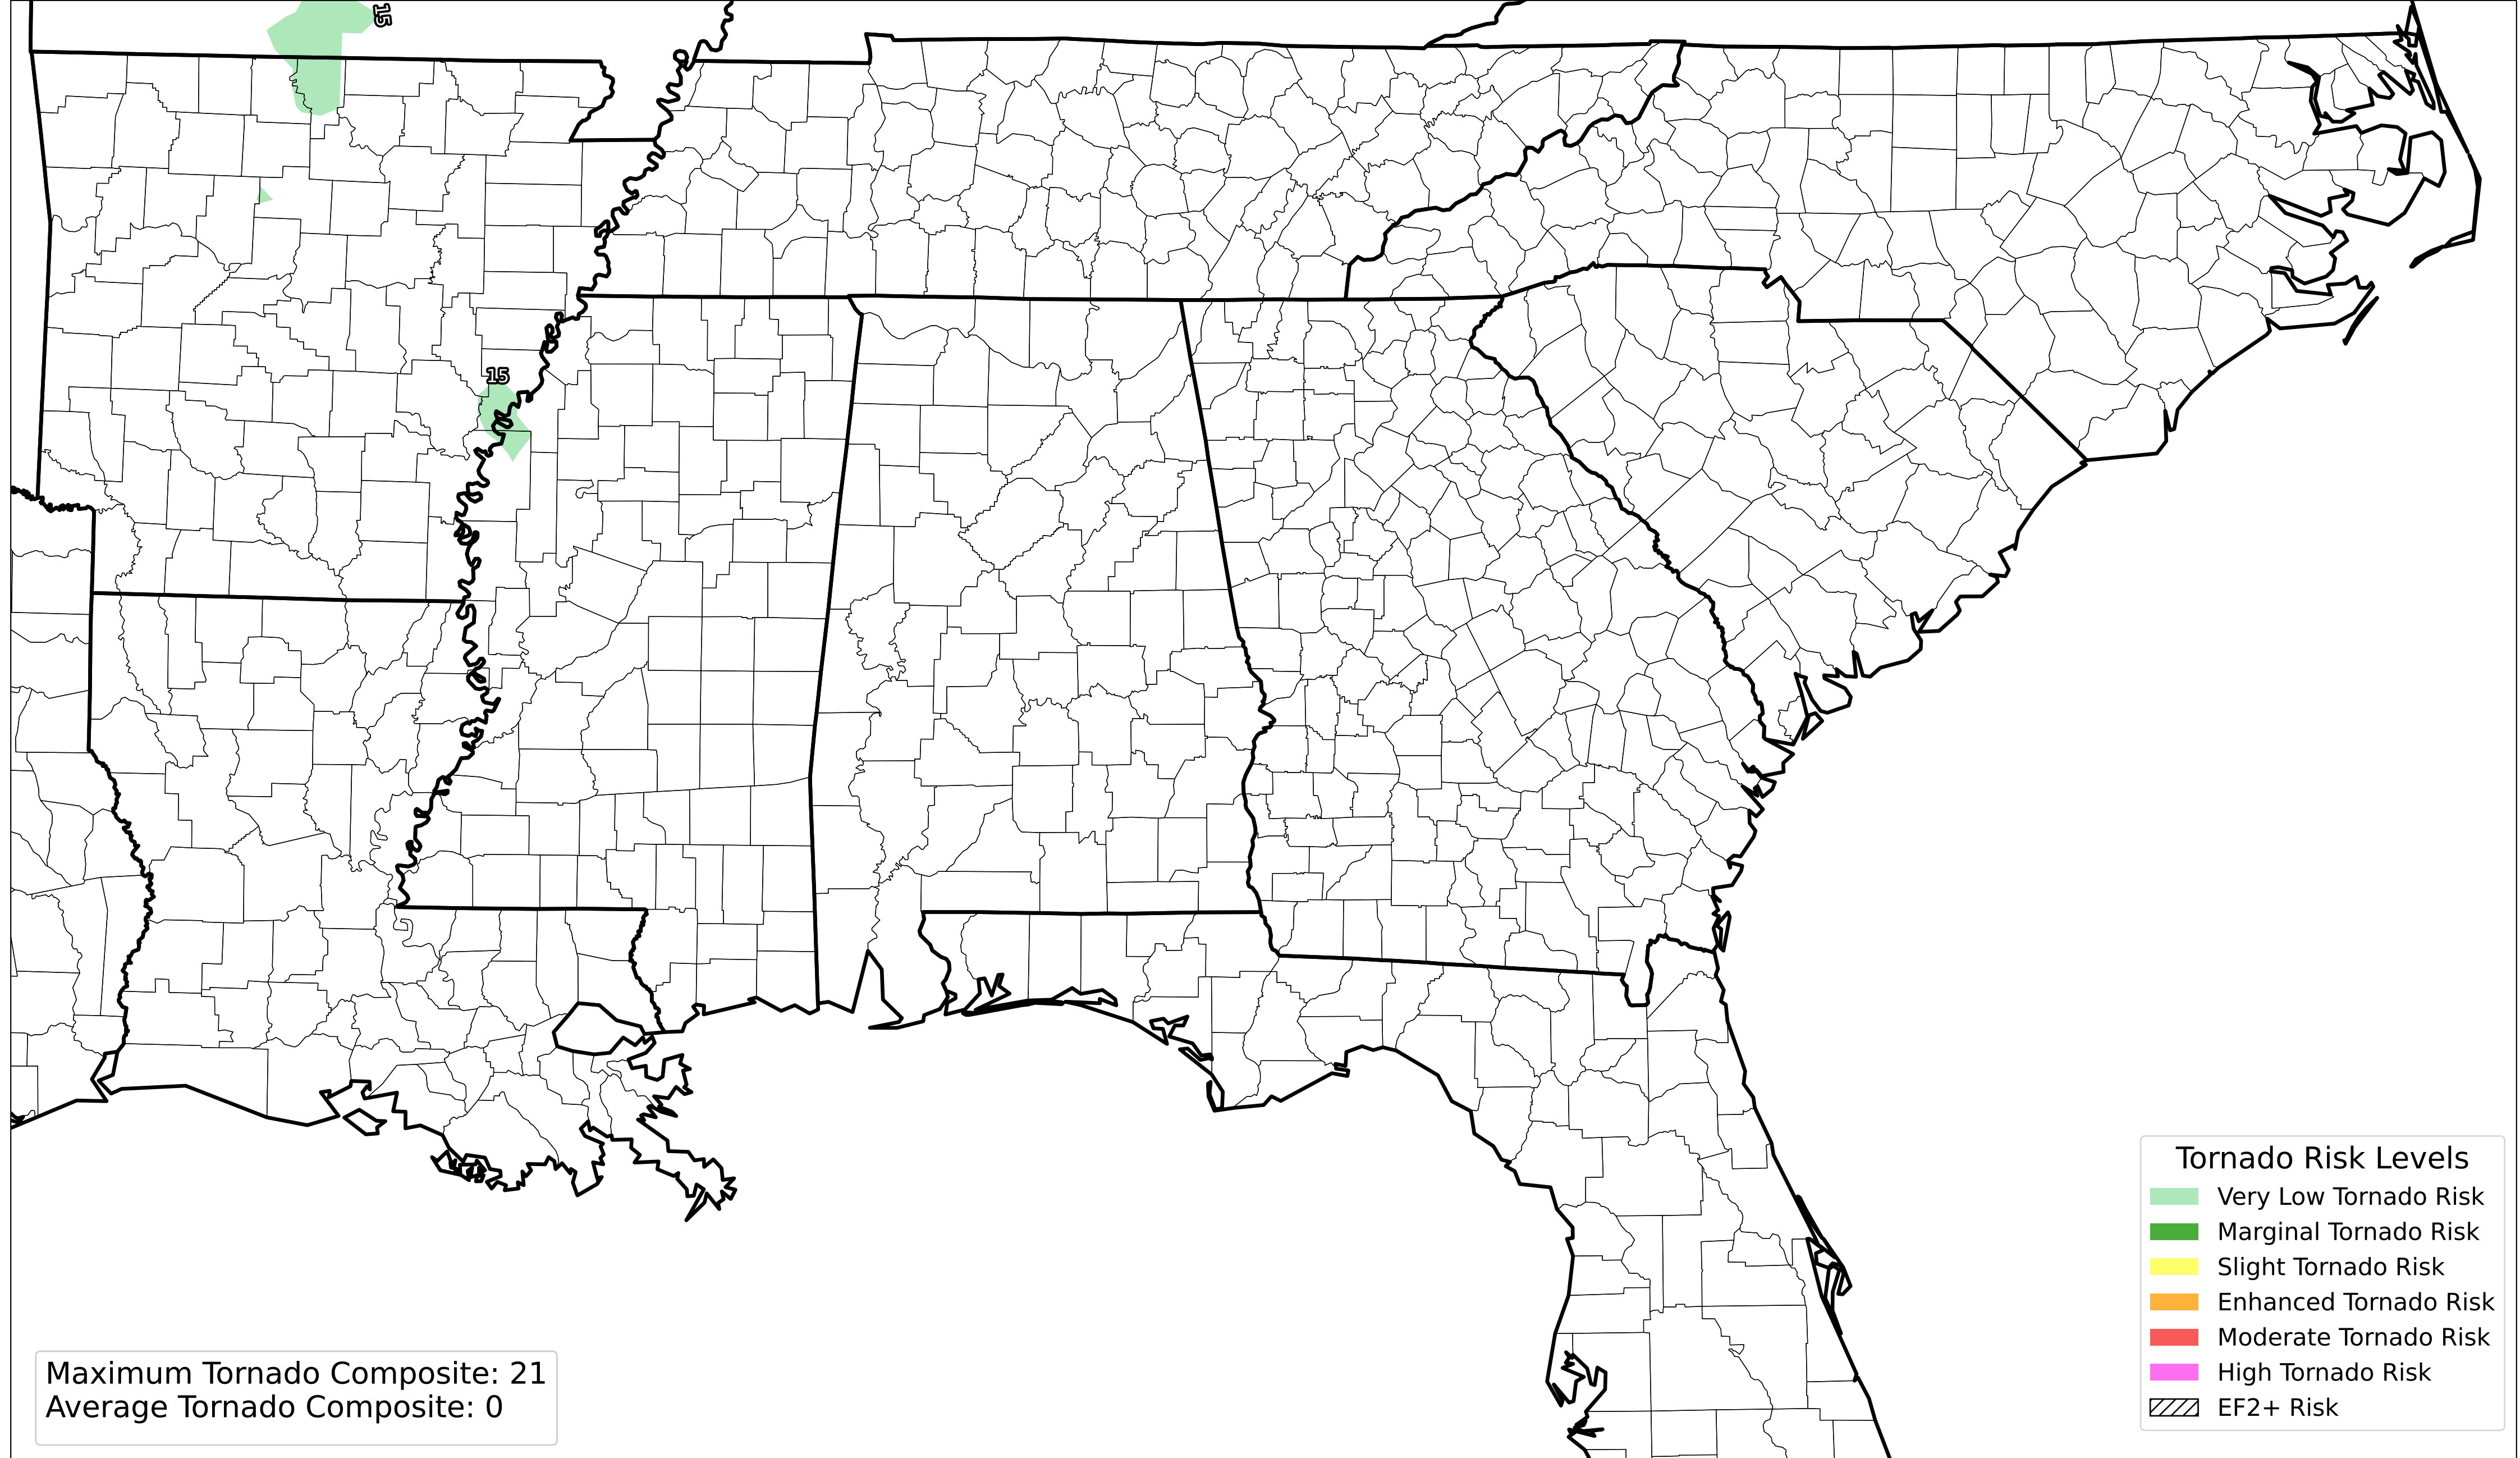 15
15
Tornado Risk Levels
Very Low Tornado Risk
Marginal Tornado Risk
Slight Tornado Risk
Enhanced Tornado Risk
Moderate Tornado Risk
High Tornado Risk
EF2+ Risk
Maximum Tornado Composite: 21
Average Tornado Composite: 0